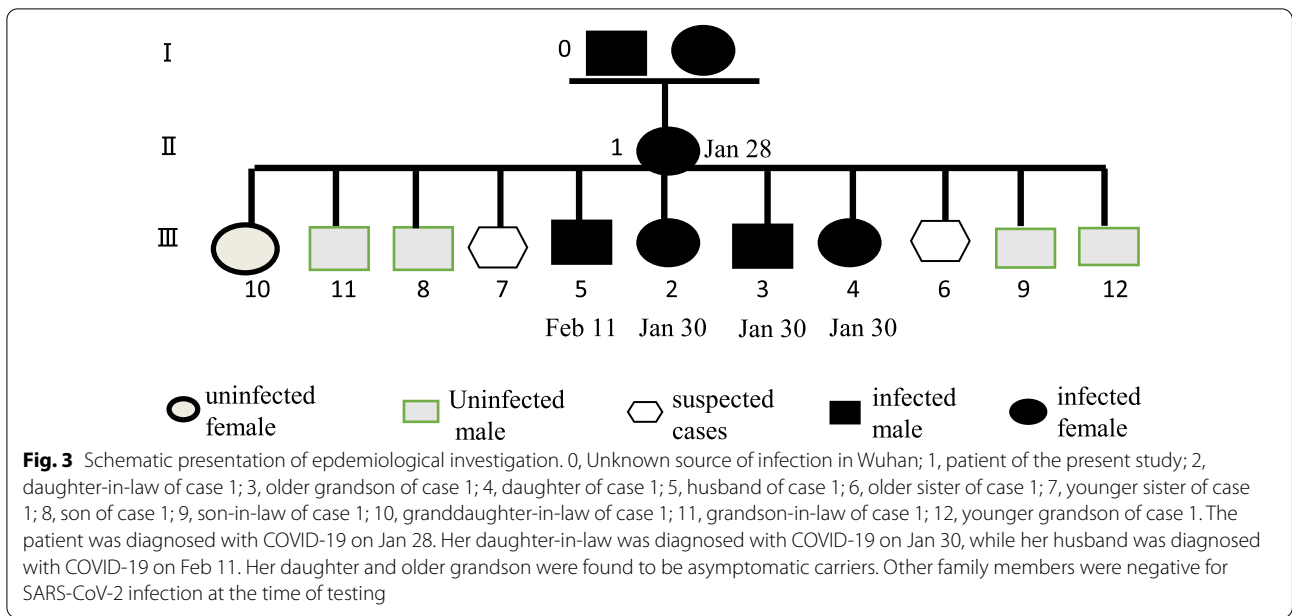 I
0
II
1 Jan 28
III
10 11 8 7 5 2 3 4 6 9 12
Feb 11 Jan 30 Jan 30 Jan 30
uninfected female
Uninfected male
suspected cases
infected male
infected female
Fig. 3 Schematic presentation of epdemiological investigation. 0, Unknown source of infection in Wuhan; 1, patient of the present study; 2,
daughter-in-law of case 1; 3, older grandson of case 1; 4, daughter of case 1; 5, husband of case 1; 6, older sister of case 1; 7, younger sister of case
1; 8, son of case 1; 9, son-in-law of case 1; 10, granddaughter-in-law of case 1; 11, grandson-in-law of case 1; 12, younger grandson of case 1. The
patient was diagnosed with COVID-19 on Jan 28. Her daughter-in-law was diagnosed with COVID-19 on Jan 30, while her husband was diagnosed
with COVID-19 on Feb 11. Her daughter and older grandson were found to be asymptomatic carriers. Other family members were negative for
SARS-CoV-2 infection at the time of testing